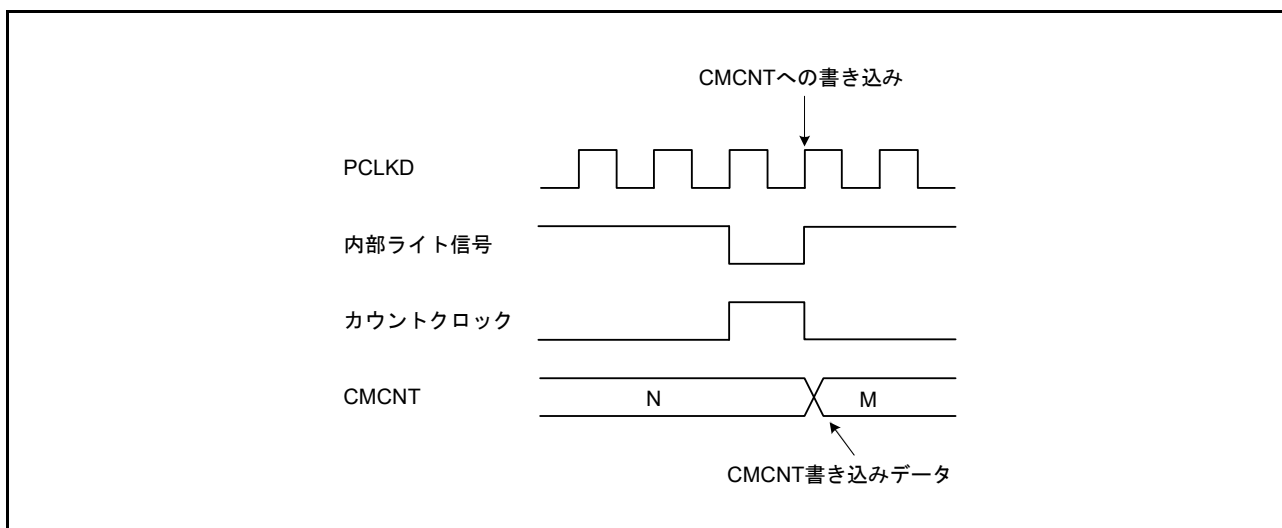 CMCNTへの書き込み
PCLKD
内部ライト信号
カウントクロック
CMCNT
N
M
CMCNT書き込みデータ